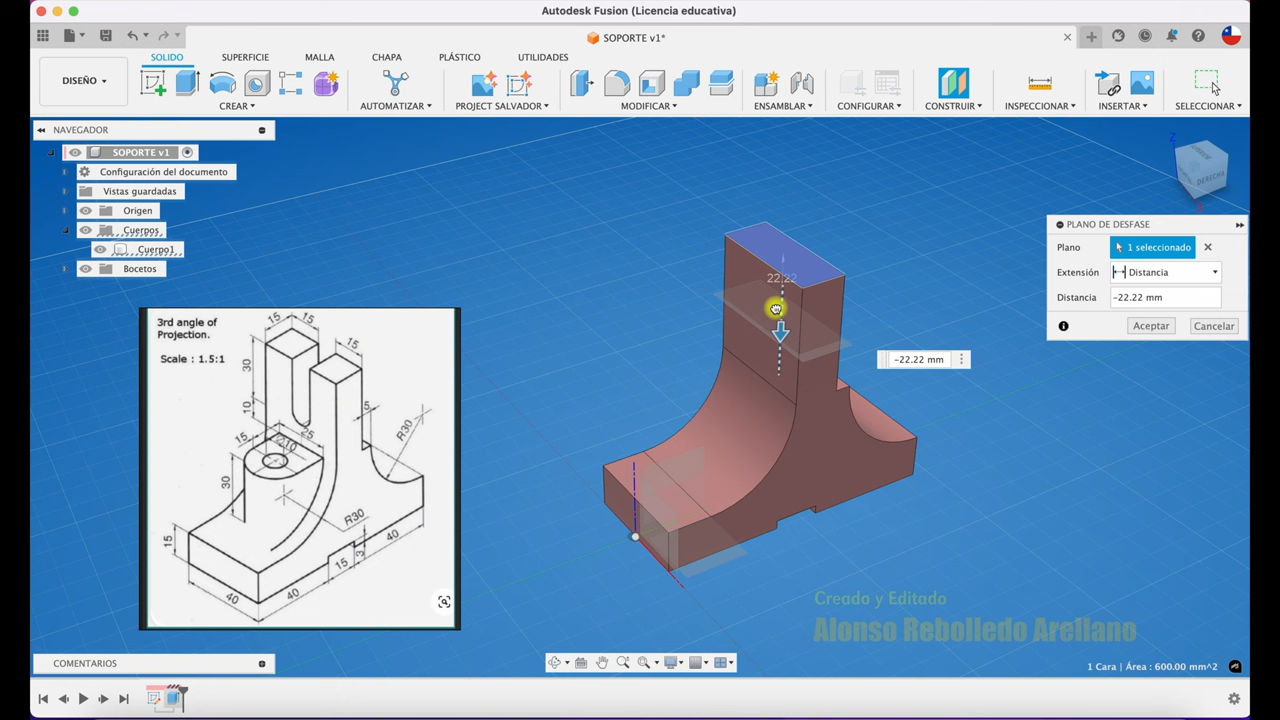 Autodesk Fusion (Licencia educativa)
SOPORTE v1*
DISEÑO
SOLIDO
SUPERFICIE
MALLA
CHAPA
PLÁSTICO
UTILIDADES
CREAR
AUTOMATIZAR
PROJECT SALVADOR
MODIFICAR
ENSAMBLAR
CONFIGURAR
CONSTRUIR
INSPECCIONAR
INSERTAR
SELECCIONAR
NAVEGADOR
SOPORTE v1
Configuración del documento
Vistas guardadas
Origen
Cuerpos
Cuerpo1
Bocetos
Z
DERECHA
PLANO DE DESFASE
Plano
1 seleccionado
Extensión
Distancia
Distancia
-22.22 mm
Aceptar
Cancelar
22.22
-22.22 mm
3rd angle of
Projection.
Scale : 1.5:1
15
15
15
30
10
5
R30
15
25
30
R30
15
40
40
15
3
40
Creado y Editado
Alonso Rebolledo Arellano
COMENTARIOS
1 Cara | Área : 600.00 mm^2